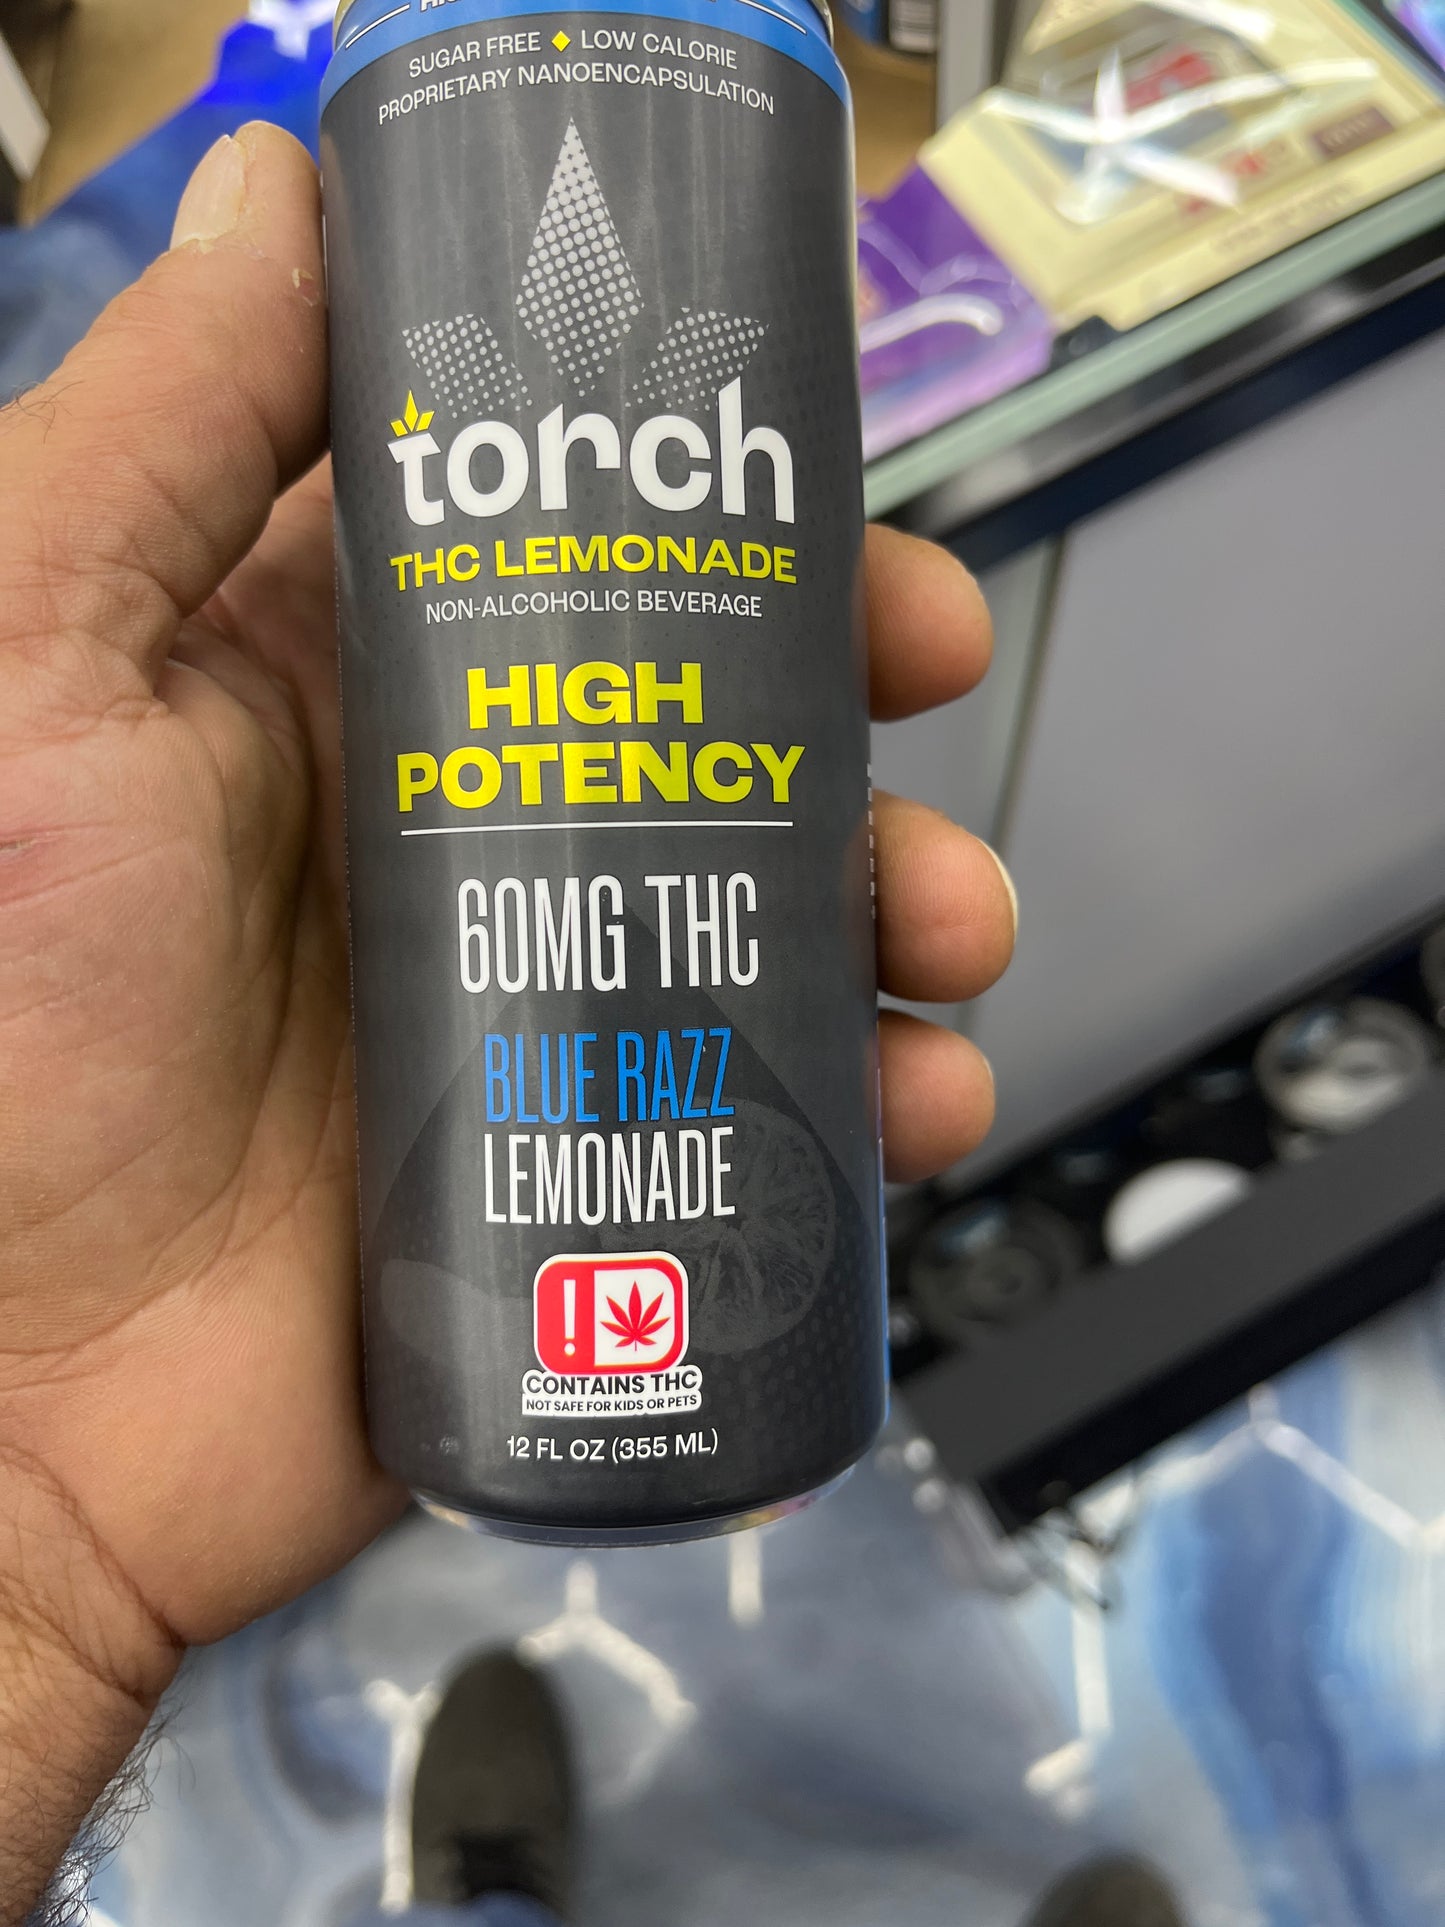 SUGAR FREE LOW CALORIE
PROPRIETARY NANOENCAPSULATION
torch
THC LEMONADE
NON-ALCOHOLIC BEVERAGE
HIGH
POTENCY
60MG THC
BLUE RAZZ
LEMONADE
!
CONTAINS THC
NOT SAFE FOR KIDS OR PETS
12 FL OZ (355 ML)